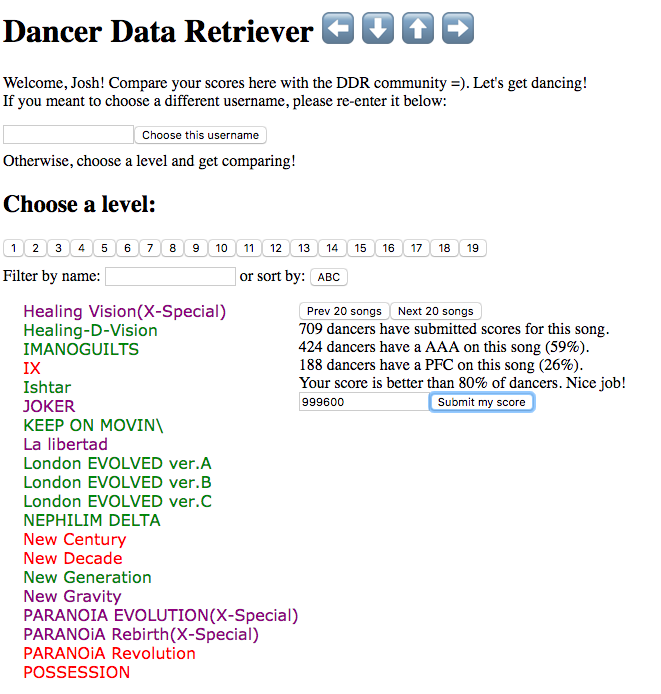 Dancer Data Retriever ⬅️ ⬇️ ⬆️ ➡️
Welcome, Josh! Compare your scores here with the DDR community =). Let's get dancing!
If you meant to choose a different username, please re-enter it below:
Choose this username
Otherwise, choose a level and get comparing!
Choose a level:
1 2 3 4 5 6 7 8 9 10 11 12 13 14 15 16 17 18 19
Filter by name: or sort by: ABC
Healing Vision(X-Special)
Healing-D-Vision
IMANOGUILTS
IX
Ishtar
JOKER
KEEP ON MOVIN\
La libertad
London EVOLVED ver.A
London EVOLVED ver.B
London EVOLVED ver.C
NEPHILIM DELTA
New Century
New Decade
New Generation
New Gravity
PARANOIA EVOLUTION(X-Special)
PARANOiA Rebirth(X-Special)
PARANOiA Revolution
POSSESSION
Prev 20 songs Next 20 songs
709 dancers have submitted scores for this song.
424 dancers have a AAA on this song (59%).
188 dancers have a PFC on this song (26%).
Your score is better than 80% of dancers. Nice job!
999600 Submit my score